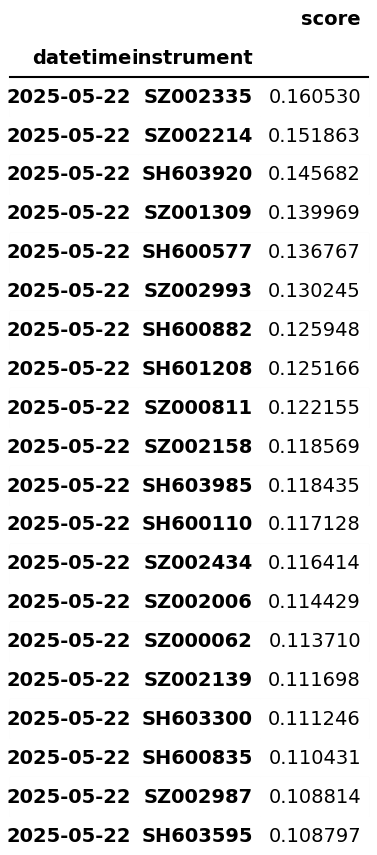 score
datetime instrument
2025-05-22 SZ002335 0.160530
2025-05-22 SZ002214 0.151863
2025-05-22 SH603920 0.145682
2025-05-22 SZ001309 0.139969
2025-05-22 SH600577 0.136767
2025-05-22 SZ002993 0.130245
2025-05-22 SH600882 0.125948
2025-05-22 SH601208 0.125166
2025-05-22 SZ000811 0.122155
2025-05-22 SZ002158 0.118569
2025-05-22 SH603985 0.118435
2025-05-22 SH600110 0.117128
2025-05-22 SZ002434 0.116414
2025-05-22 SZ002006 0.114429
2025-05-22 SZ000062 0.113710
2025-05-22 SZ002139 0.111698
2025-05-22 SH603300 0.111246
2025-05-22 SH600835 0.110431
2025-05-22 SZ002987 0.108814
2025-05-22 SH603595 0.108797